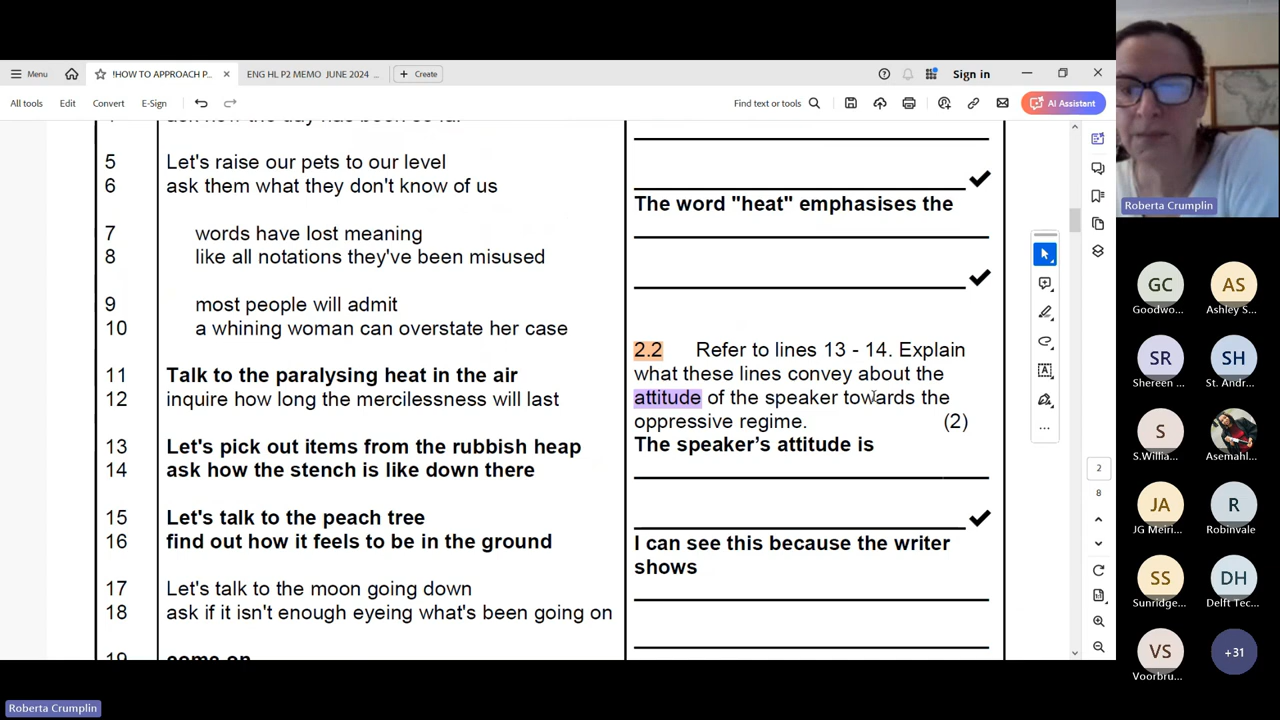 Menu
!HOW TO APPROACH P...
ENG HL P2 MEMO JUNE 2024 ...
Create
Sign in
All tools
Edit
Convert
E-Sign
Find text or tools
AI Assistant
5 Let's raise our pets to our level
6 ask them what they don't know of us
7 words have lost meaning
8 like all notations they've been misused
9 most people will admit
10 a whining woman can overstate her case
11 Talk to the paralysing heat in the air
12 inquire how long the mercilessness will last
13 Let's pick out items from the rubbish heap
14 ask how the stench is like down there
15 Let's talk to the peach tree
16 find out how it feels to be in the ground
17 Let's talk to the moon going down
18 ask if it isn't enough eyeing what's been going on
The word "heat" emphasises the
2.2 Refer to lines 13 - 14. Explain
what these lines convey about the
attitude of the speaker towards the
oppressive regime. (2)
The speaker's attitude is
I can see this because the writer
shows
2
8
Roberta Crumplin
GC
Goodwo...
AS
Ashley S...
SR
Shereen ...
SH
St. Andr...
S
S.Willia...
Asemahl...
JA
JG Meiri...
R
Robinvale
SS
Sunridge...
DH
Delft Tec...
VS
Voorbru...
+31
Roberta Crumplin